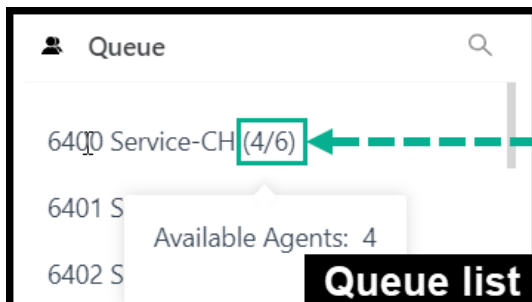 Queue
6400 Service-CH (4/6)
6401 S
Available Agents: 4
6402 S
Queue list